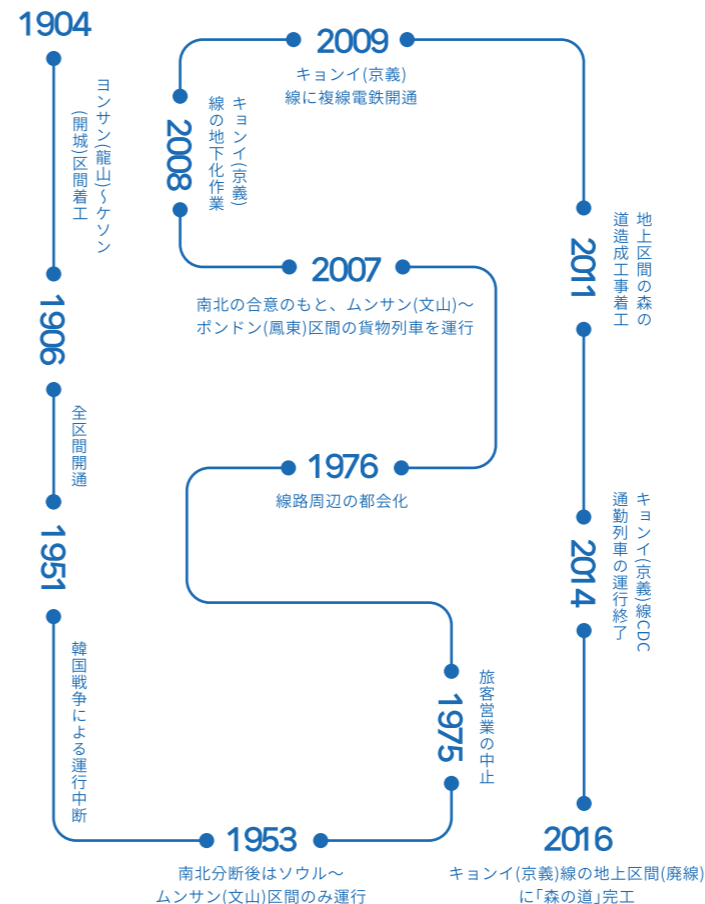 1904
ヨンサン(龍山)〜ケソン
(開城)区間着工
1906
全区間開通
1951
韓国戦争による運行中断
1953
南北分断後はソウル〜
ムンサン(文山)区間のみ運行
1975
旅客営業の中止
1976
線路周辺の都会化
2007
南北の合意のもと、ムンサン(文山)〜
ポンドン(鳳東)区間の貨物列車を運行
2008
キョンイ(京義)
線の地下化作業
2009
キョンイ(京義)
線に複線電鉄開通
2011
地上区間の森の
道造成工事着工
2014
キョンイ(京義)線CDC
通勤列車の運行終了
2016
キョンイ(京義)線の地上区間(廃線)
に｢森の道｣完工